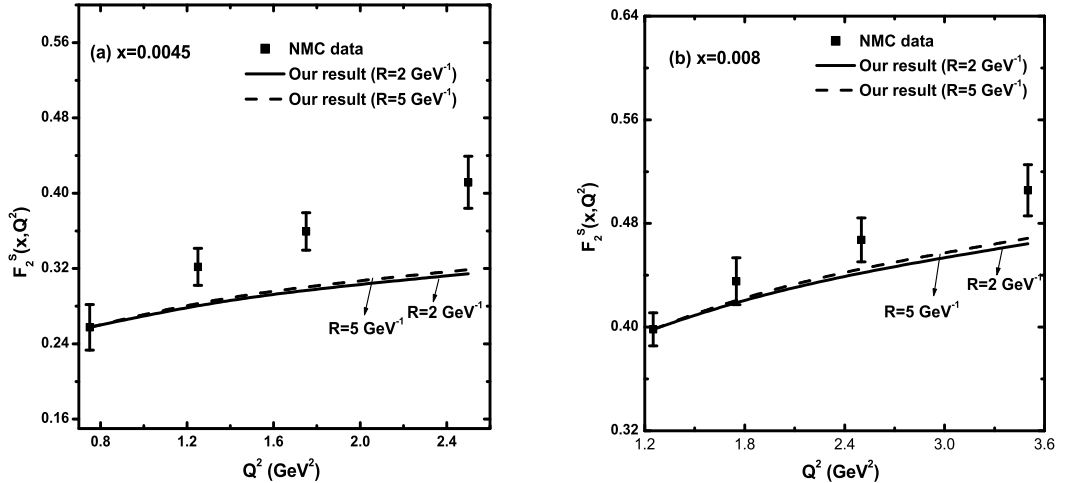 (a) x=0.0045
NMC data
Our result (R=2 GeV⁻¹)
Our result (R=5 GeV⁻¹)
0.56
0.48
0.40
0.32
0.24
0.16
F₂ˢ(x,Q²)
R=5 GeV⁻¹
R=2 GeV⁻¹
0.8
1.2
1.6
2.0
2.4
Q² (GeV²)
(b) x=0.008
NMC data
Our result (R=2 GeV⁻¹)
Our result (R=5 GeV⁻¹)
0.64
0.56
0.48
0.40
0.32
F₂ˢ(x,Q²)
R=2 GeV⁻¹
R=5 GeV⁻¹
1.2
1.8
2.4
3.0
3.6
Q² (GeV²)